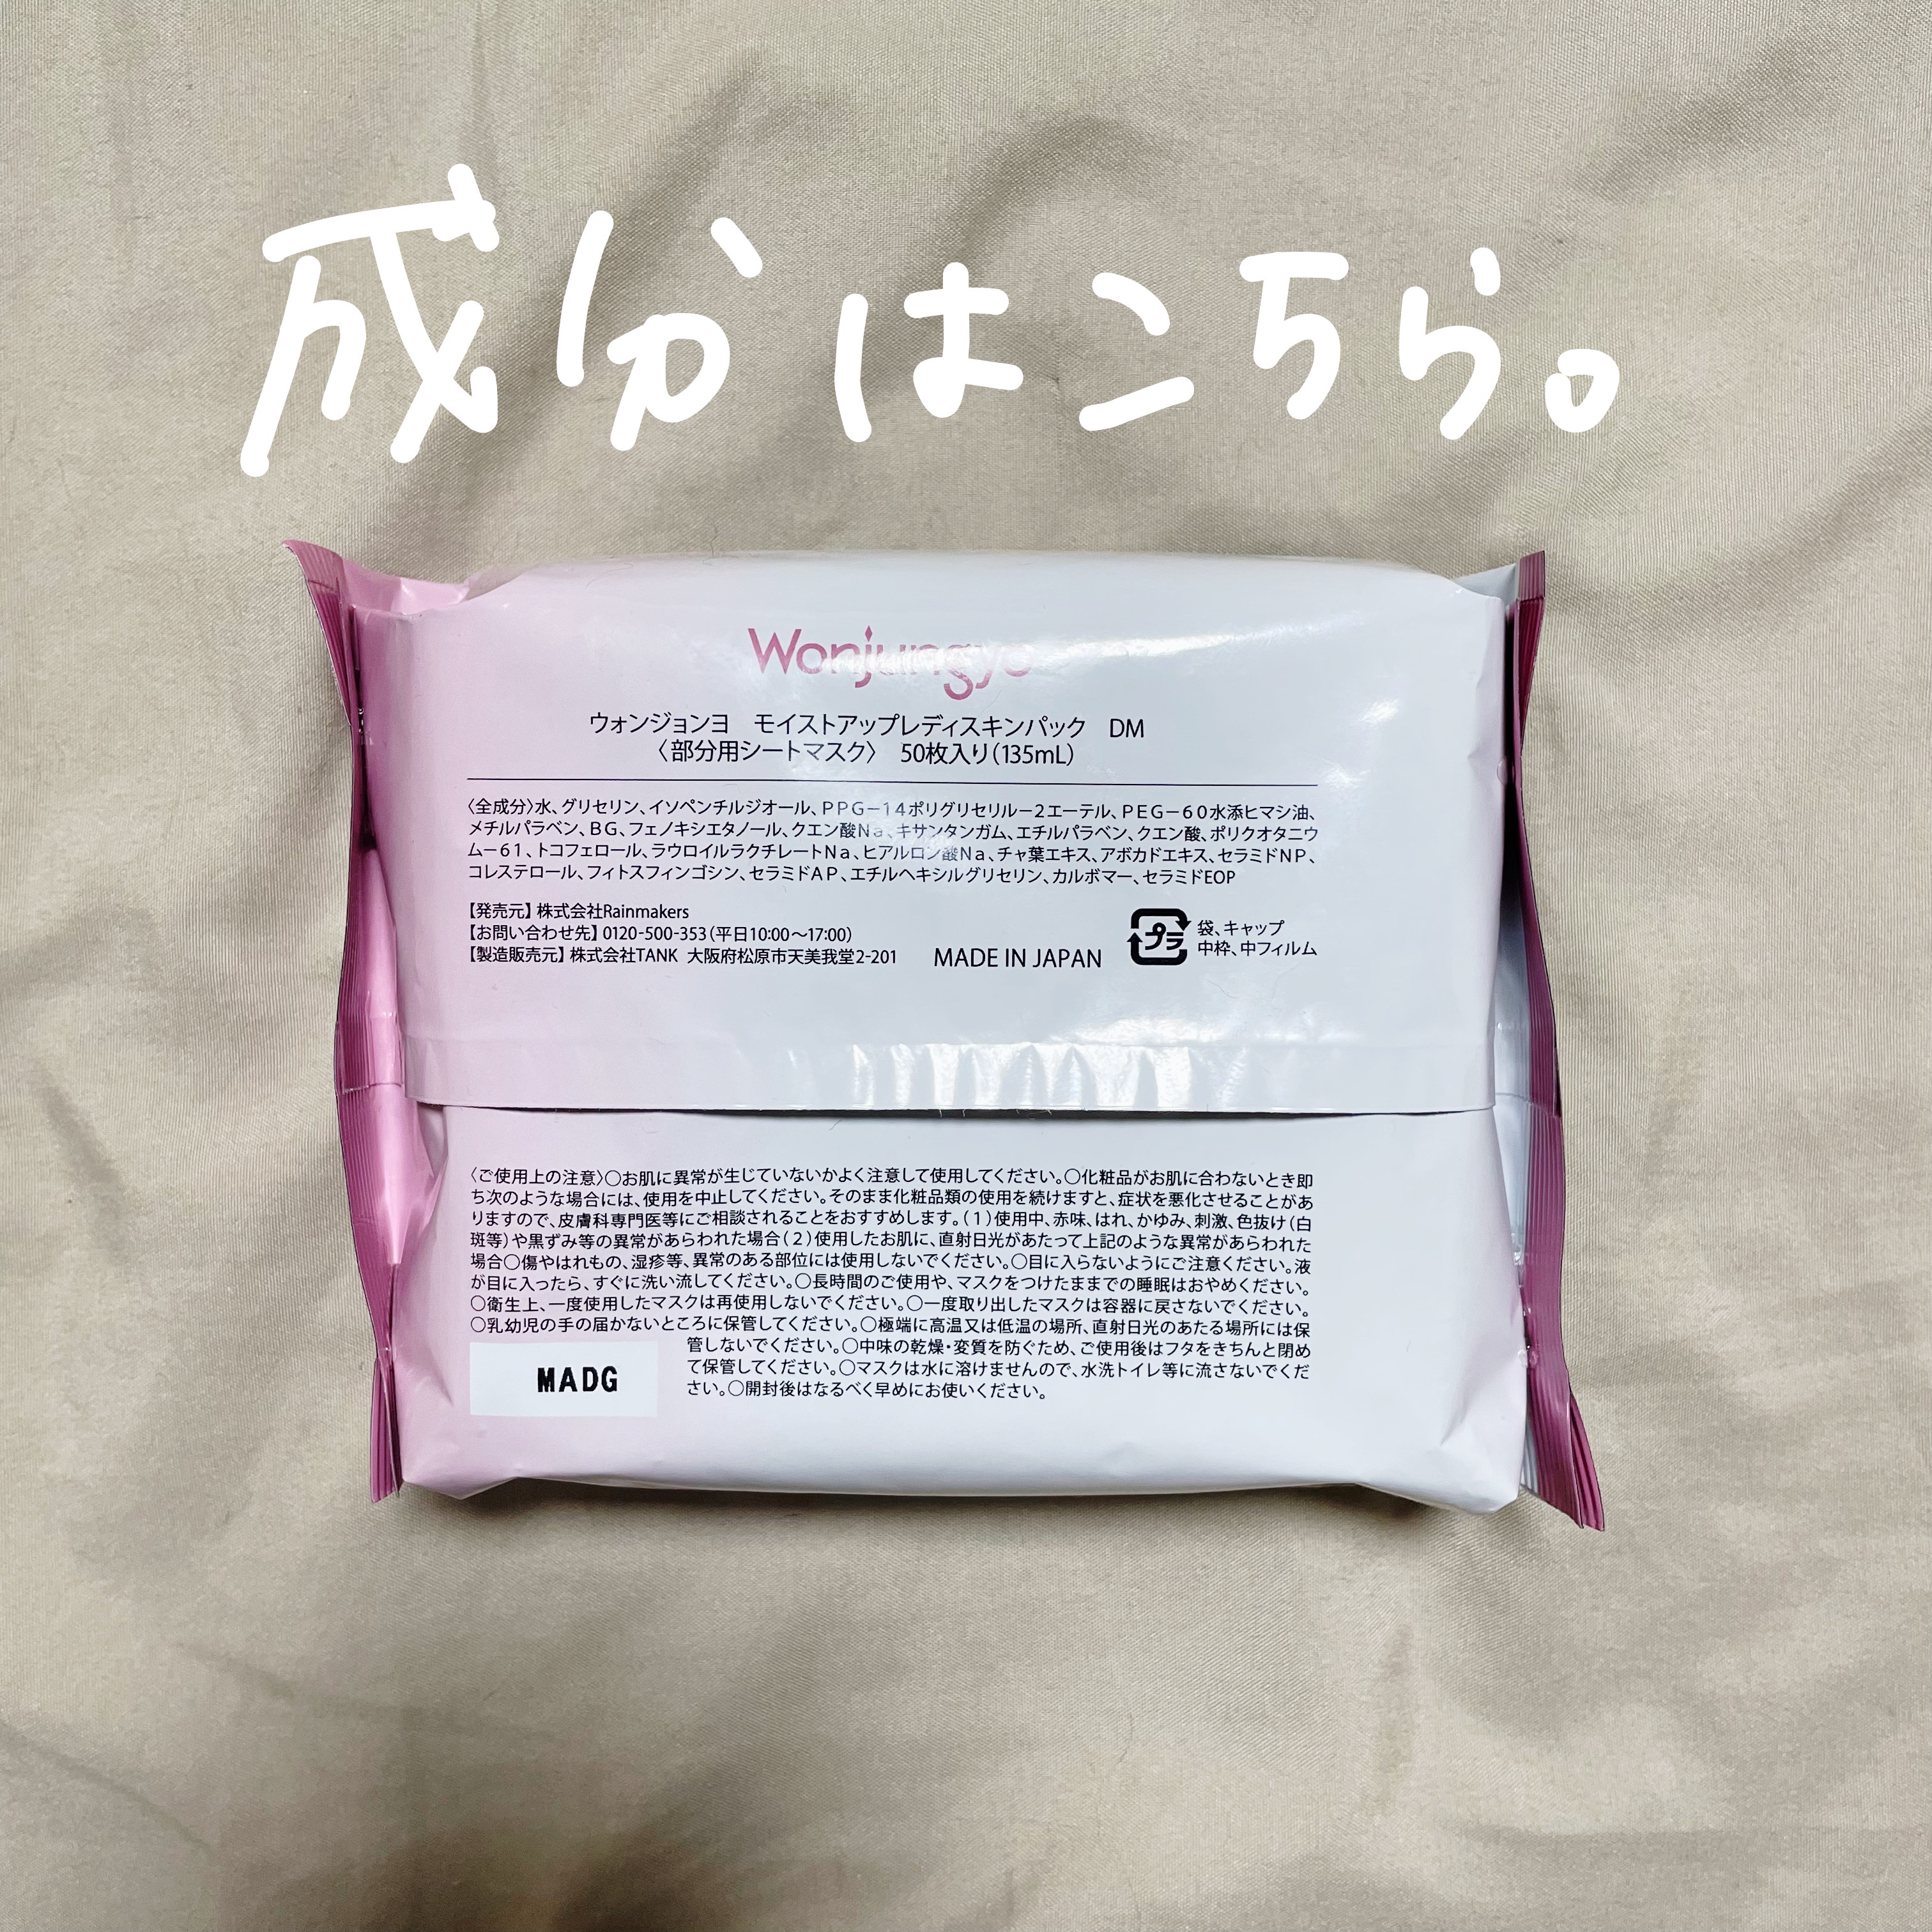 成分はこちら。
Wonjungyo
ウォンジョンヨ　モイストアップレディスキンパック　DM
〈部分用シートマスク〉 50枚入り(135mL)
〈全成分〉水、グリセリン、イソペンチルジオール、PPG－14ポリグリセリル－2エーテル、PEG－60水添ヒマシ油、
メチルパラベン、BG、フェノキシエタノール、クエン酸Na、キサンタンガム、エチルパラベン、クエン酸、ポリクオタニウ
ム－61、トコフェロール、ラウロイルラクチレートNa、ヒアルロン酸Na、チャ葉エキス、アボカドエキス、セラミドNP、
コレステロール、フィトスフィンゴシン、セラミドAP、エチルヘキシルグリセリン、カルボマー、セラミドEOP
【発売元】株式会社Rainmakers
【お問い合わせ先】0120-500-353(平日10:00～17:00)
【製造販売元】株式会社TANK 大阪府松原市天美我堂2-201
MADE IN JAPAN
プラ
袋、キャップ
中枠、中フィルム
〈ご使用上の注意〉○お肌に異常が生じていないかよく注意して使用してください。○化粧品がお肌に合わないとき即
ち次のような場合には、使用を中止してください。そのまま化粧品類の使用を続けますと、症状を悪化させることがあ
りますので、皮膚科専門医等にご相談されることをおすすめします。(1)使用中、赤味、はれ、かゆみ、刺激、色抜け(白
斑等)や黒ずみ等の異常があらわれた場合(2)使用したお肌に、直射日光があたって上記のような異常があらわれた
場合○傷やはれもの、湿疹等、異常のある部位には使用しないでください。○目に入らないようにご注意ください。液
が目に入ったら、すぐに洗い流してください。○長時間のご使用や、マスクをつけたままでの睡眠はおやめください。
○衛生上、一度使用したマスクは再使用しないでください。○一度取り出したマスクは容器に戻さないでください。
○乳幼児の手の届かないところに保管してください。○極端に高温又は低温の場所、直射日光のあたる場所には保
管しないでください。○中味の乾燥・変質を防ぐため、ご使用後はフタをきちんと閉め
て保管してください。○マスクは水に溶けませんので、水洗トイレ等に流さないでくだ
さい。○開封後はなるべく早めにお使いください。
MADG